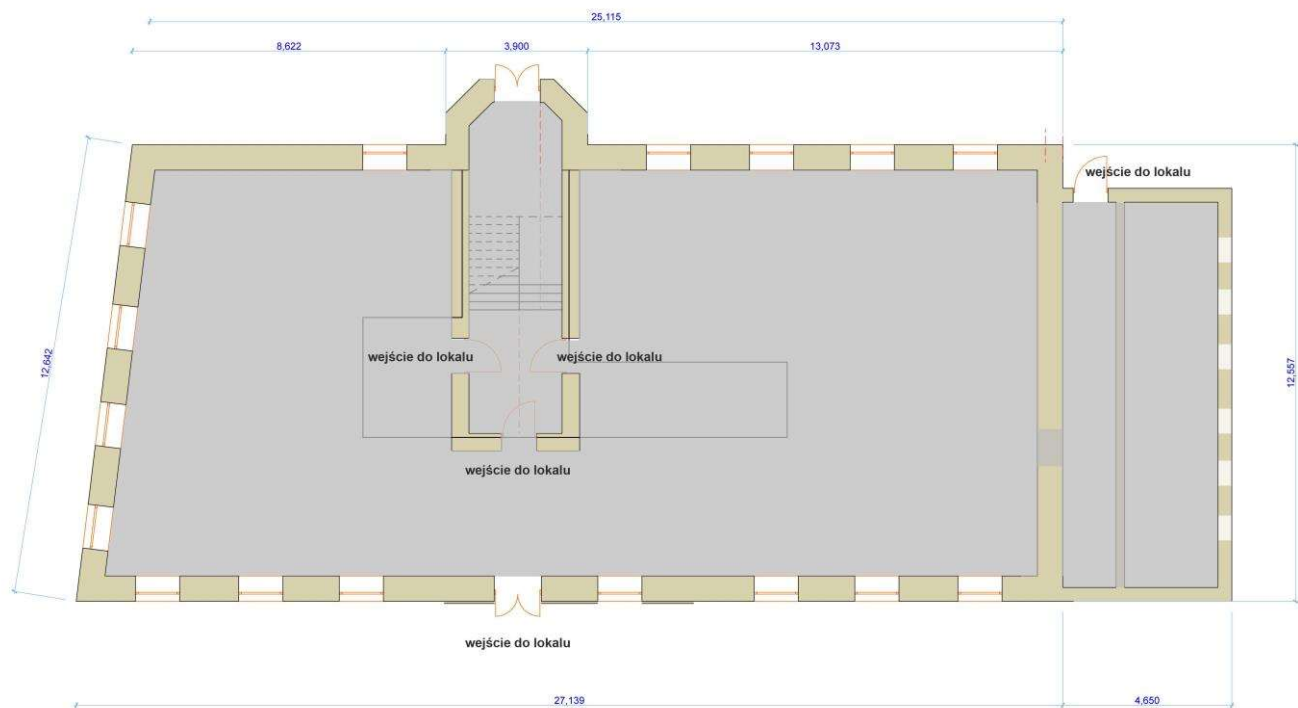 25,115
8,622
3,900
13,073
wejście do lokalu
12,642
wejście do lokalu
wejście do lokalu
12,557
wejście do lokalu
wejście do lokalu
27,139
4,650